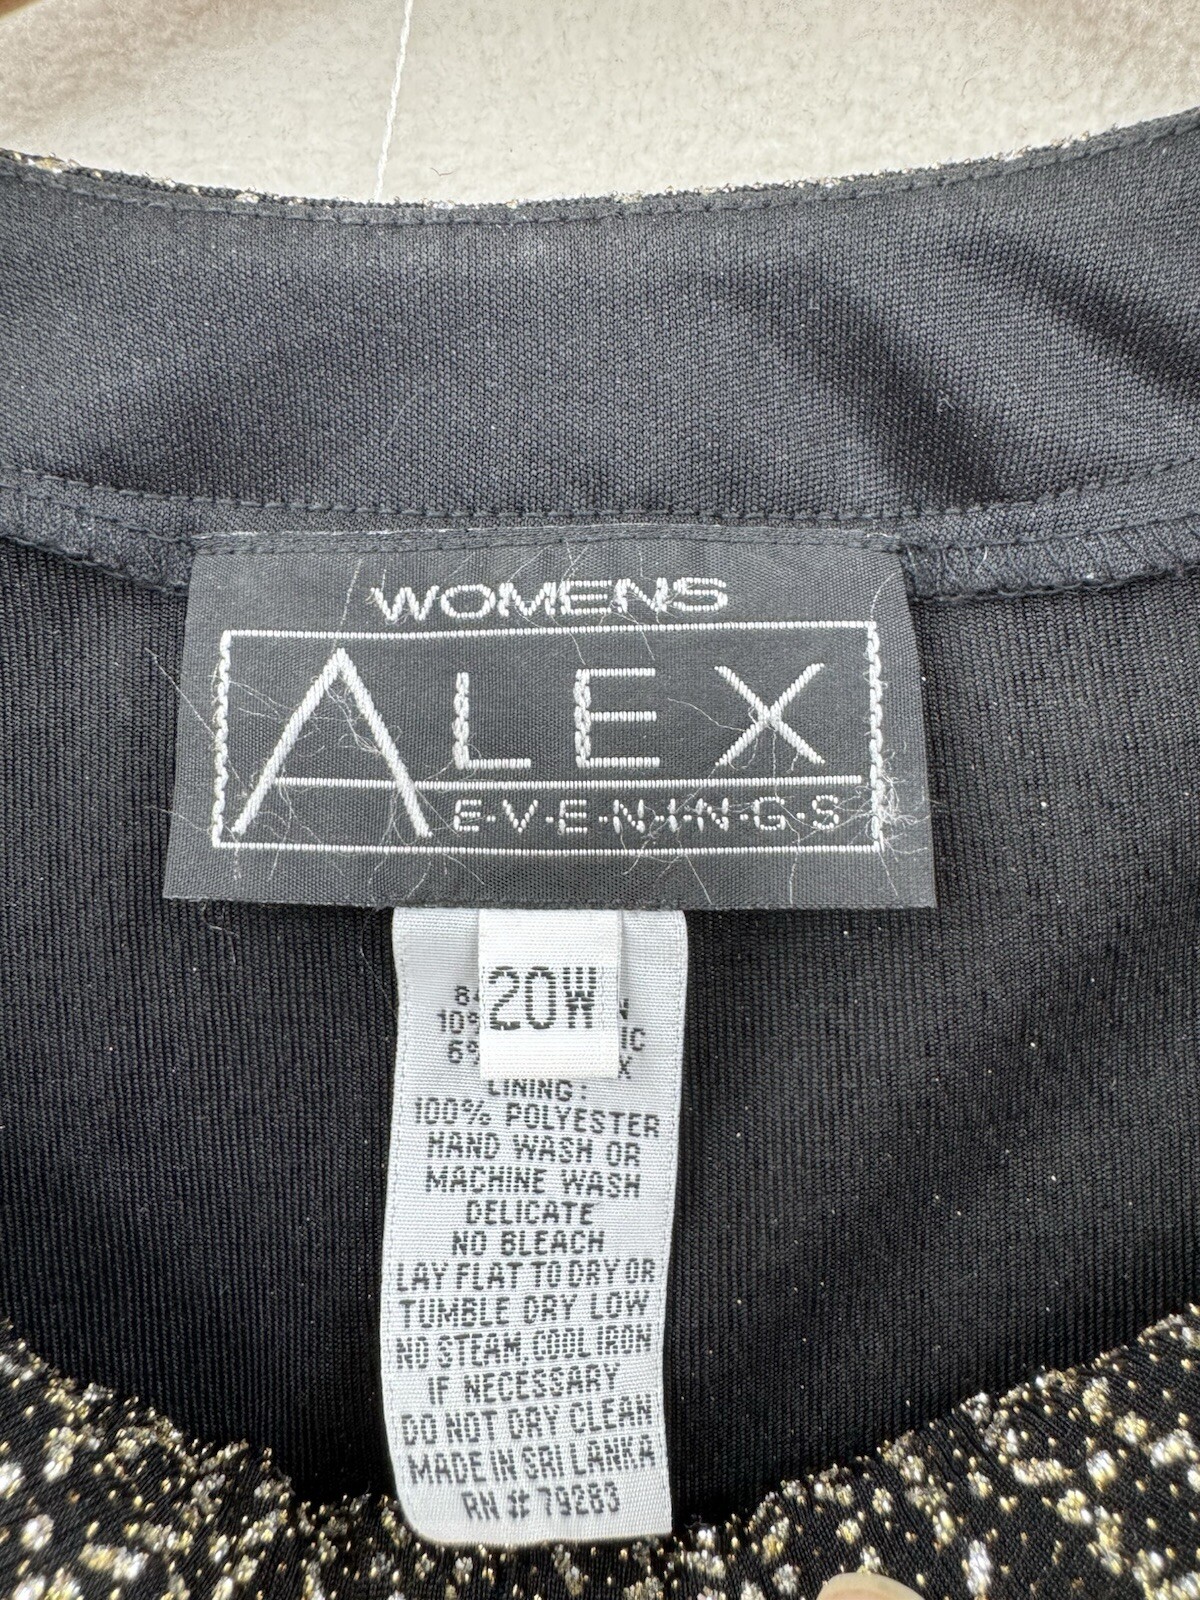 WOMENS
ALEX
E·V·E·N·I·N·G·S
20W
LINING:
100% POLYESTER
HAND WASH OR
MACHINE WASH
DELICATE
NO BLEACH
LAY FLAT TO DRY OR
TUMBLE DRY LOW
NO STEAM, COOL IRON
IF NECESSARY
DO NOT DRY CLEAN
MADE IN SRI LANKA
RN # 79283